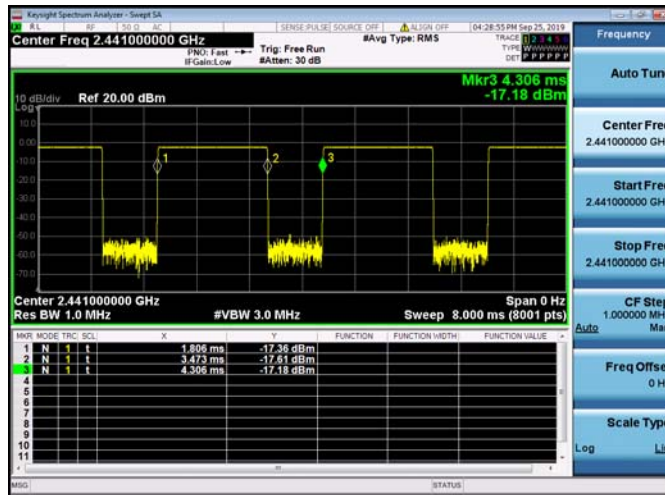 Keysight Spectrum Analyzer - Swept SA
RL RF 50 Ω AC SENSE:PULSE SOURCE OFF ALIGN OFF 04:28:55 PM Sep 25, 2019
Center Freq 2.441000000 GHz
PNO: Fast
IFGain:Low
Trig: Free Run
#Atten: 30 dB
#Avg Type: RMS
TRACE 1 2 3 4 5 6
TYPE W
DET P P P P P P
Mkr3 4.306 ms
-17.18 dBm
10 dB/div Ref 20.00 dBm
Log
10.0
0.00
-10.0
-20.0
-30.0
-40.0
-50.0
-60.0
-70.0
1
2
3
Center 2.441000000 GHz Span 0 Hz
Res BW 1.0 MHz #VBW 3.0 MHz Sweep 8.000 ms (8001 pts)
MKR MODE TRC SCL X Y FUNCTION FUNCTION WIDTH FUNCTION VALUE
1 N 1 t 1.806 ms -17.36 dBm
2 N 1 t 3.473 ms -17.61 dBm
3 N 1 t 4.306 ms -17.18 dBm
4
5
6
7
8
9
10
11
MSG STATUS
Frequency
Auto Tun
Center Fre
2.441000000 GH
Start Fre
2.441000000 GH
Stop Fre
2.441000000 GH
CF Step
1.000000 MH
Auto Ma
Freq Offse
0 H
Scale Type
Log Li